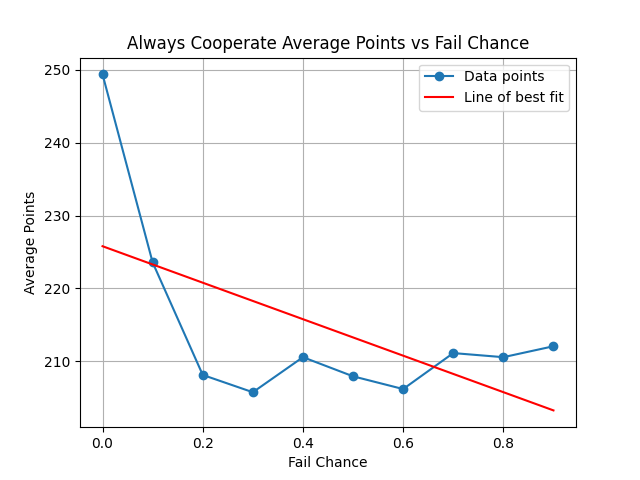 Always Cooperate Average Points vs Fail Chance
Data points
Line of best fit
250
240
230
220
210
Average Points
0.0 0.2 0.4 0.6 0.8
Fail Chance